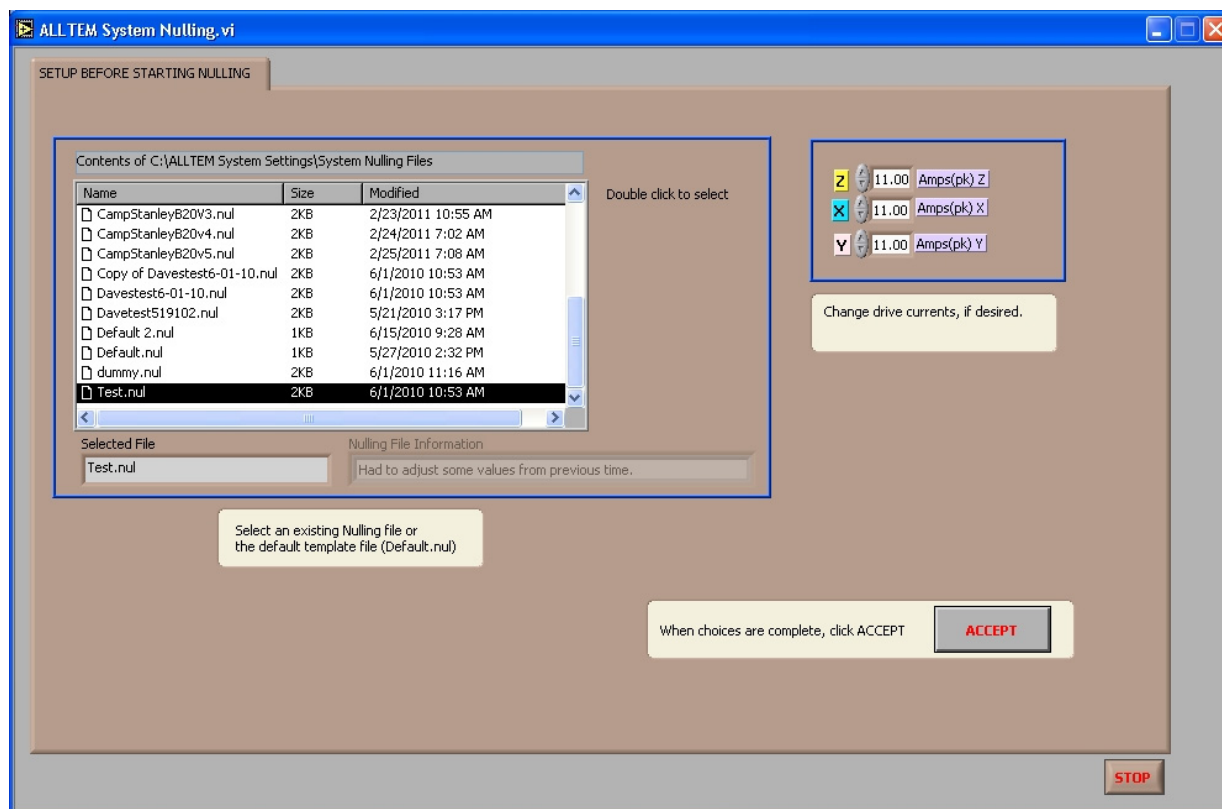 ALLTEM System Nulling.vi
SETUP BEFORE STARTING NULLING
Contents of C:\ALLTEM System Settings\System Nulling Files
Name Size Modified
CampStanleyB20V3.nul 2KB 2/23/2011 10:55 AM
CampStanleyB20v4.nul 2KB 2/24/2011 7:02 AM
CampStanleyB20v5.nul 2KB 2/25/2011 7:08 AM
Copy of Davestest6-01-10.nul 2KB 6/1/2010 10:53 AM
Davestest6-01-10.nul 2KB 6/1/2010 10:53 AM
Davetest519102.nul 2KB 5/21/2010 3:17 PM
Default 2.nul 1KB 6/15/2010 9:28 AM
Default.nul 1KB 5/27/2010 2:32 PM
dummy.nul 2KB 6/1/2010 11:16 AM
Test.nul 2KB 6/1/2010 10:53 AM
Double click to select
Selected File
Test.nul
Nulling File Information
Had to adjust some values from previous time.
Select an existing Nulling file or
the default template file (Default.nul)
Z 11.00 Amps(pk) Z
X 11.00 Amps(pk) X
Y 11.00 Amps(pk) Y
Change drive currents, if desired.
When choices are complete, click ACCEPT
ACCEPT
STOP